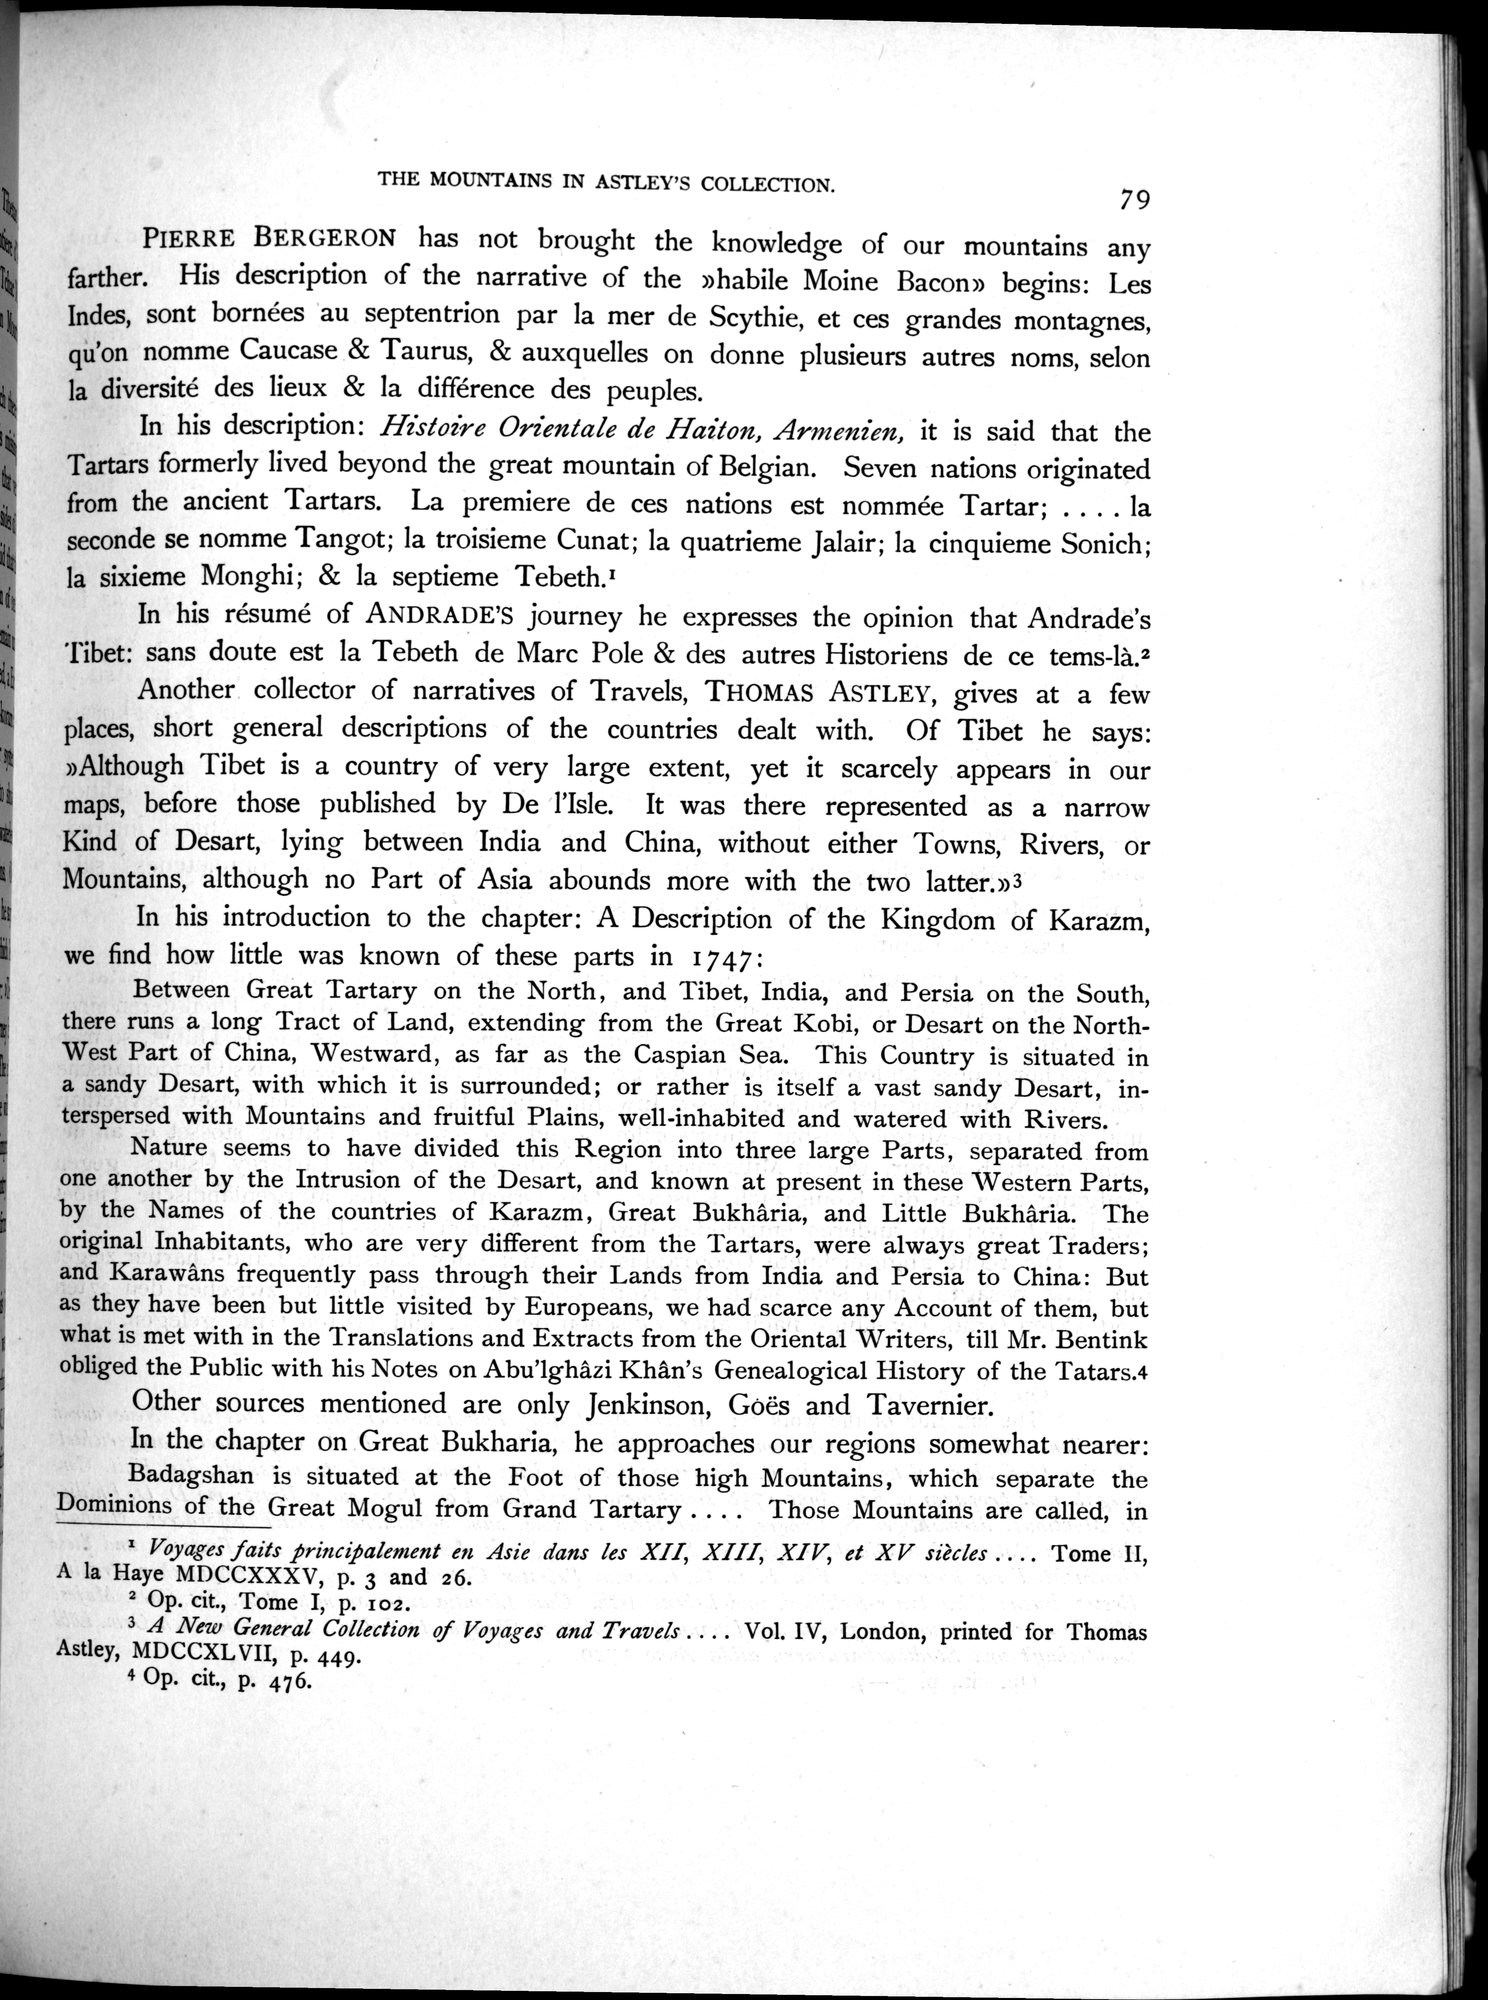 THE MOUNTAINS IN ASTLEY'S COLLECTION.
79
PIERRE BERGERON has not brought the knowledge of our mountains any
farther. His description of the narrative of the »habile Moine Bacon» begins: Les
Indes, sont bornées au septentrion par la mer de Scythie, et ces grandes montagnes,
qu'on nomme Caucase & Taurus, & auxquelles on donne plusieurs autres noms, selon
la diversité des lieux & la différence des peuples.
In his description: Histoire Orientale de Haiton, Armenien, it is said that the
Tartars formerly lived beyond the great mountain of Belgian. Seven nations originated
from the ancient Tartars. La premiere de ces nations est nommée Tartar; .... la
seconde se nomme Tangot; la troisieme Cunat; la quatrieme Jalair; la cinquieme Sonich;
la sixieme Monghi; & la septieme Tebeth.¹
In his résumé of ANDRADE'S journey he expresses the opinion that Andrade's
Tibet: sans doute est la Tebeth de Marc Pole & des autres Historiens de ce tems-là.²
Another collector of narratives of Travels, THOMAS ASTLEY, gives at a few
places, short general descriptions of the countries dealt with. Of Tibet he says:
»Although Tibet is a country of very large extent, yet it scarcely appears in our
maps, before those published by De l'Isle. It was there represented as a narrow
Kind of Desart, lying between India and China, without either Towns, Rivers, or
Mountains, although no Part of Asia abounds more with the two latter.»³
In his introduction to the chapter: A Description of the Kingdom of Karazm,
we find how little was known of these parts in 1747:
Between Great Tartary on the North, and Tibet, India, and Persia on the South,
there runs a long Tract of Land, extending from the Great Kobi, or Desart on the North-
West Part of China, Westward, as far as the Caspian Sea. This Country is situated in
a sandy Desart, with which it is surrounded; or rather is itself a vast sandy Desart, in-
terspersed with Mountains and fruitful Plains, well-inhabited and watered with Rivers.
Nature seems to have divided this Region into three large Parts, separated from
one another by the Intrusion of the Desart, and known at present in these Western Parts,
by the Names of the countries of Karazm, Great Bukhâria, and Little Bukhâria. The
original Inhabitants, who are very different from the Tartars, were always great Traders;
and Karawâns frequently pass through their Lands from India and Persia to China: But
as they have been but little visited by Europeans, we had scarce any Account of them, but
what is met with in the Translations and Extracts from the Oriental Writers, till Mr. Bentink
obliged the Public with his Notes on Abu'lghâzi Khân's Genealogical History of the Tatars.⁴
Other sources mentioned are only Jenkinson, Goës and Tavernier.
In the chapter on Great Bukharia, he approaches our regions somewhat nearer:
Badagshan is situated at the Foot of those high Mountains, which separate the
Dominions of the Great Mogul from Grand Tartary .... Those Mountains are called, in
¹ Voyages faits principalement en Asie dans les XII, XIII, XIV, et XV siècles .... Tome II,
A la Haye MDCCXXXV, p. 3 and 26.
² Op. cit., Tome I, p. 102.
³ A New General Collection of Voyages and Travels .... Vol. IV, London, printed for Thomas
Astley, MDCCXLVII, p. 449.
⁴ Op. cit., p. 476.